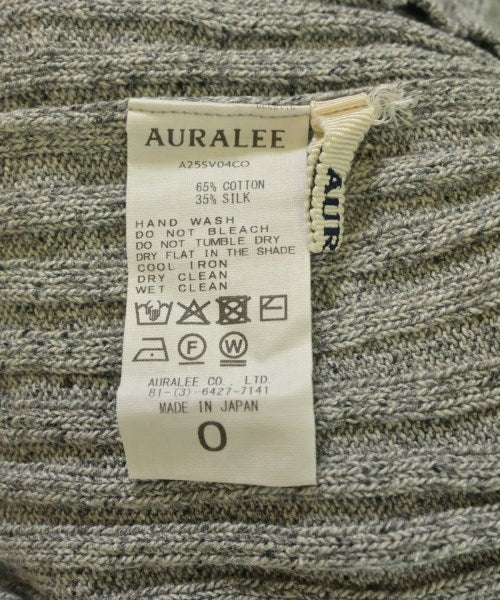 AURALEE
A25SV04CO
65% COTTON
35% SILK
HAND WASH
DO NOT BLEACH
DO NOT TUMBLE DRY
DRY FLAT IN THE SHADE
COOL IRON
DRY CLEAN
WET CLEAN
F W
AURALEE CO., LTD.
81-(3)-6427-7141
MADE IN JAPAN
0
AUR